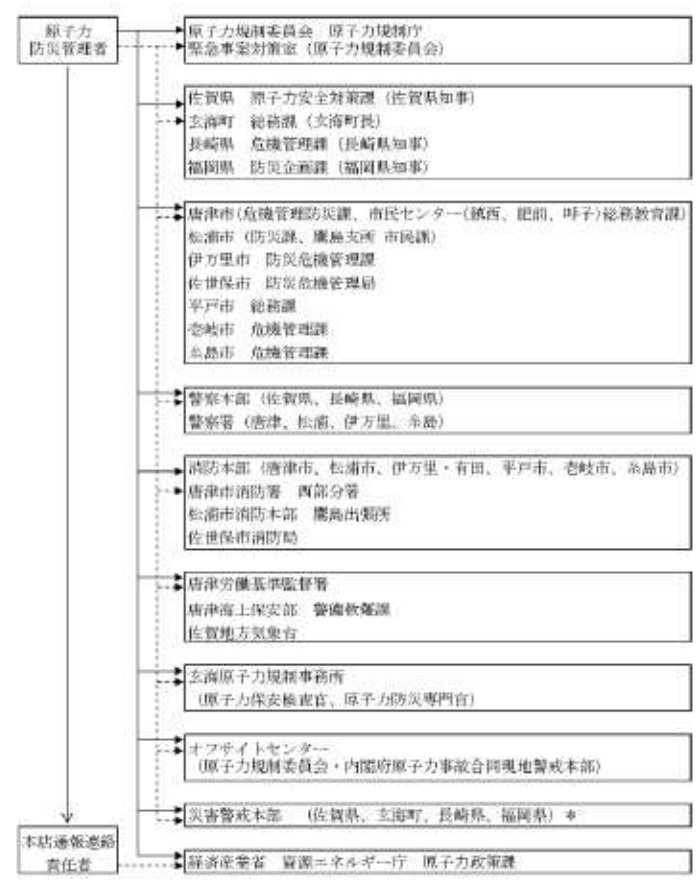 原子力
防災管理者
原子力規制委員会 原子力規制庁
緊急事案対策室（原子力規制委員会）
佐賀県 原子力安全対策課（佐賀県知事）
玄海町 総務課（玄海町長）
長崎県 危機管理課（長崎県知事）
福岡県 防災企画課（福岡県知事）
唐津市(危機管理防災課、市民センター(鎮西、肥前、呼子)総務教育課)
松浦市（防災課、鷹島支所 市民課）
伊万里市 防災危機管理課
佐世保市 防災危機管理局
平戸市 総務課
壱岐市 危機管理課
糸島市 危機管理課
警察本部（佐賀県、長崎県、福岡県）
警察署（唐津、松浦、伊万里、糸島）
消防本部（唐津市、松浦市、伊万里・有田、平戸市、壱岐市、糸島市）
唐津市消防署 西部分署
松浦市消防本部 鷹島出張所
佐世保市消防局
唐津労働基準監督署
唐津海上保安部 警備救難課
佐賀地方気象台
玄海原子力規制事務所
（原子力保安検査官、原子力防災専門官）
オフサイトセンター
（原子力規制委員会・内閣府原子力事故合同現地警戒本部）
災害警戒本部 （佐賀県、玄海町、長崎県、福岡県）＊
本店通報連絡
責任者
経済産業省 資源エネルギー庁 原子力政策課